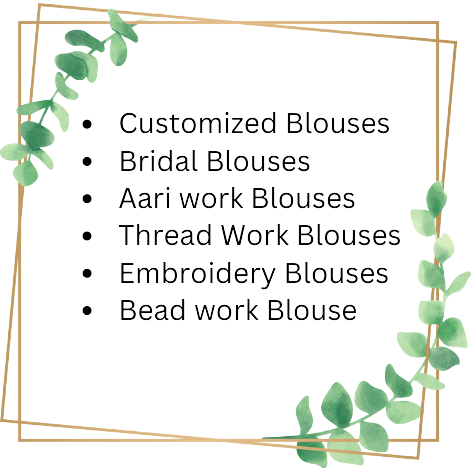 • Customized Blouses
• Bridal Blouses
• Aari work Blouses
• Thread Work Blouses
• Embroidery Blouses
• Bead work Blouse